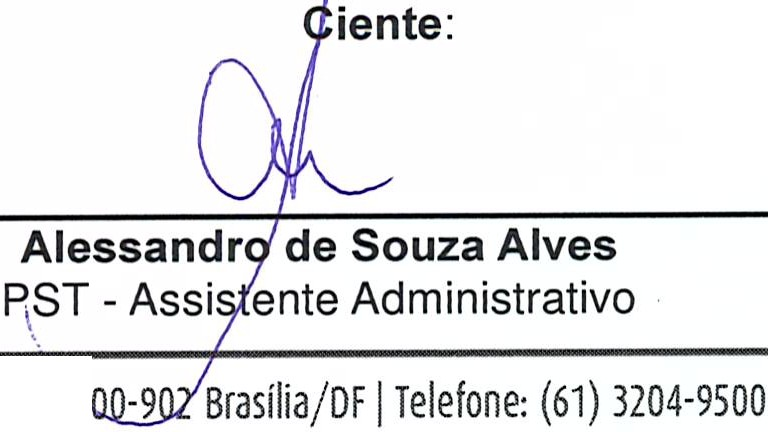 Ciente:
Alessandro de Souza Alves
PST - Assistente Administrativo
00-902 Brasília/DF | Telefone: (61) 3204-9500